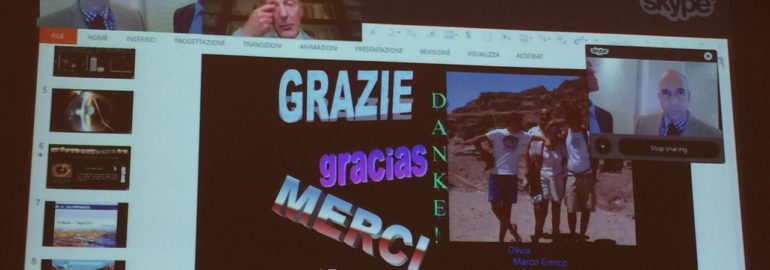 skype
FILE
HOME
INSERISCI
PROGETTAZIONE
TRANSIZIONI
ANIMAZIONI
PRESENTAZIONE
REVISIONE
VISUALIZZA
ACROBAT
5
6
7
8
GRAZIE
gracias
MERCI
DANKE!
Olivia
Marco Enrico
Stop sharing